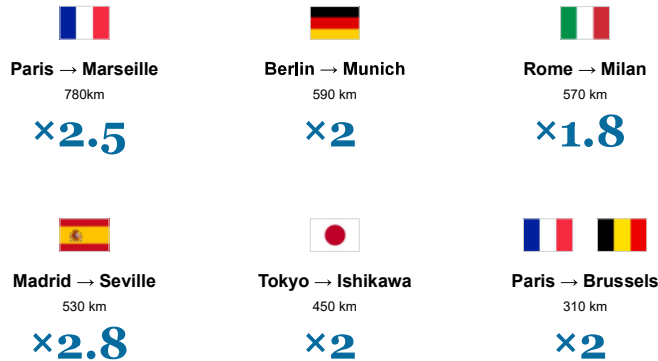 Paris → Marseille
780km
×2.5
Berlin → Munich
590 km
×2
Rome → Milan
570 km
×1.8
Madrid → Seville
530 km
×2.8
Tokyo → Ishikawa
450 km
×2
Paris → Brussels
310 km
×2